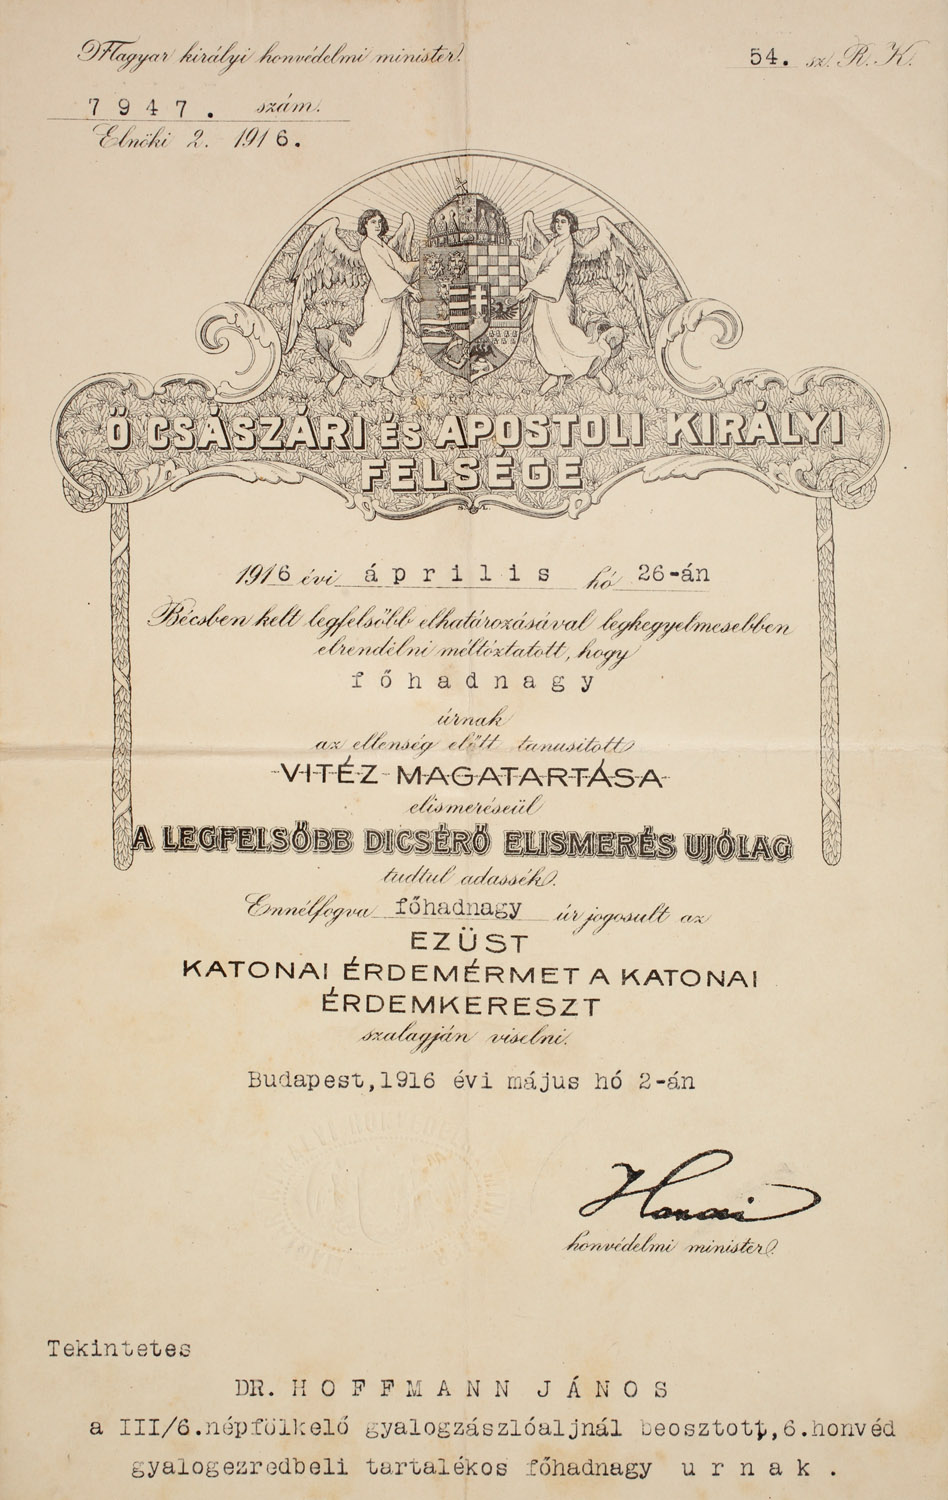 Magyar királyi honvédelmi minister.
54. sz. R. K.
7947. szám.
Elnöki 2. 1916.
Ő CSÁSZÁRI ÉS APOSTOLI KIRÁLYI
FELSÉGE
1916 évi április hó 26-án
Bécsben kelt legfelsőbb elhatározásával legkegyelmesebben
elrendelni méltóztatott, hogy
főhadnagy
úrnak
az ellenség előtt tanusitott
VITÉZ MAGATARTÁSA
elismeréseül
A LEGFELSŐBB DICSÉRŐ ELISMERÉS UJÓLAG
tudtul adassék.
Ennélfogva főhadnagy úr jogosult az
EZÜST
KATONAI ÉRDEMÉRMET A KATONAI
ÉRDEMKERESZT
szalagján viselni.
Budapest,1916 évi május hó 2-án
honvédelmi minister.
Tekintetes
DR. HOFFMANN JÁNOS
a III/6.népfölkelő gyalogzászlóaljnál beosztott,6.honvéd
gyalogezredbeli tartalékos főhadnagy urnak.